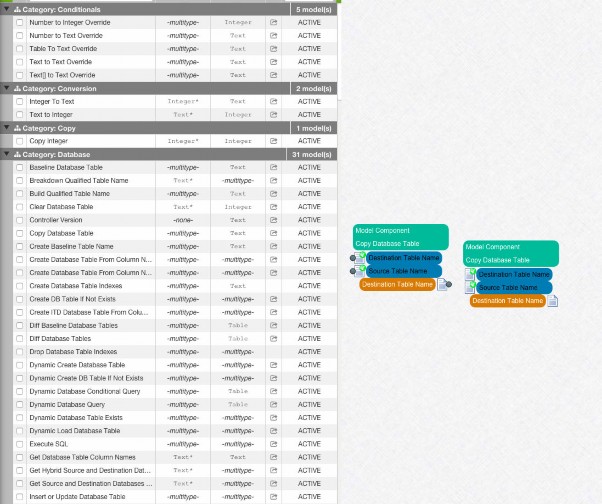 Category: Conditionals 5 model(s)
Number to Integer Override -multitype- Integer ACTIVE
Number to Text Override -multitype- Text ACTIVE
Table To Text Override -multitype- Text ACTIVE
Text to Text Override -multitype- Text ACTIVE
Text[] to Text Override -multitype- Text ACTIVE
Category: Conversion 2 model(s)
Integer To Text Integer* Text ACTIVE
Text to Integer Text* Integer ACTIVE
Category: Copy 1 model(s)
Copy Integer Integer* Integer ACTIVE
Category: Database 31 model(s)
Baseline Database Table -multitype- Text ACTIVE
Breakdown Qualified Table Name Text* -multitype- ACTIVE
Build Qualified Table Name -multitype- Text ACTIVE
Clear Database Table Text* Integer ACTIVE
Controller Version -none- Text ACTIVE
Copy Database Table -multitype- Text ACTIVE
Create Baseline Table Name -multitype- Text ACTIVE
Create Database Table From Column N... -multitype- -multitype- ACTIVE
Create Database Table From Column N... -multitype- -multitype- ACTIVE
Create Database Table Indexes -multitype- Text ACTIVE
Create DB Table If Not Exists -multitype- -multitype- ACTIVE
Create ITD Database Table From Colu... -multitype- -multitype- ACTIVE
Diff Baseline Database Tables -multitype- Table ACTIVE
Diff Database Tables -multitype- Table ACTIVE
Drop Database Table Indexes -multitype- -multitype- ACTIVE
Dynamic Create Database Table -multitype- -multitype- ACTIVE
Dynamic Create DB Table If Not Exists -multitype- -multitype- ACTIVE
Dynamic Database Conditional Query -multitype- Table ACTIVE
Dynamic Database Query -multitype- Table ACTIVE
Dynamic Database Table Exists -multitype- -multitype- ACTIVE
Dynamic Load Database Table -multitype- -multitype- ACTIVE
Execute SQL -multitype- -multitype- ACTIVE
Get Database Table Column Names Text* Text ACTIVE
Get Hybrid Source and Destination Dat... Text* -multitype- ACTIVE
Get Source and Destination Databases ... Text* -multitype- ACTIVE
Insert or Update Database Table -multitype- -multitype- ACTIVE
Model Component
Copy Database Table
Destination Table Name
Source Table Name
Destination Table Name
Model Component
Copy Database Table
Destination Table Name
Source Table Name
Destination Table Name